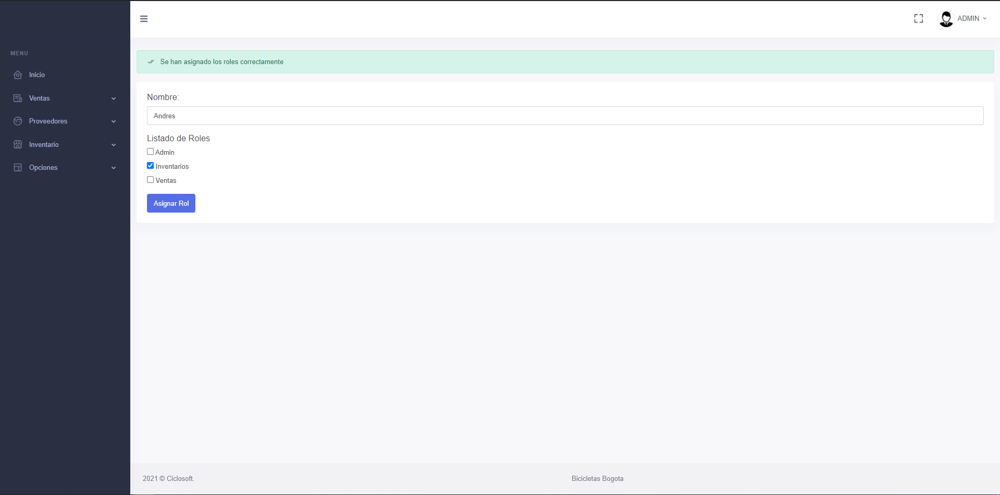 ADMIN
MENU
Inicio
Ventas
Proveedores
Inventario
Opciones
Se han asignado los roles correctamente
Nombre:
Andres
Listado de Roles
Admin
Inventarios
Ventas
Asignar Rol
2021 © Ciclosoft.
Bicicletas Bogota